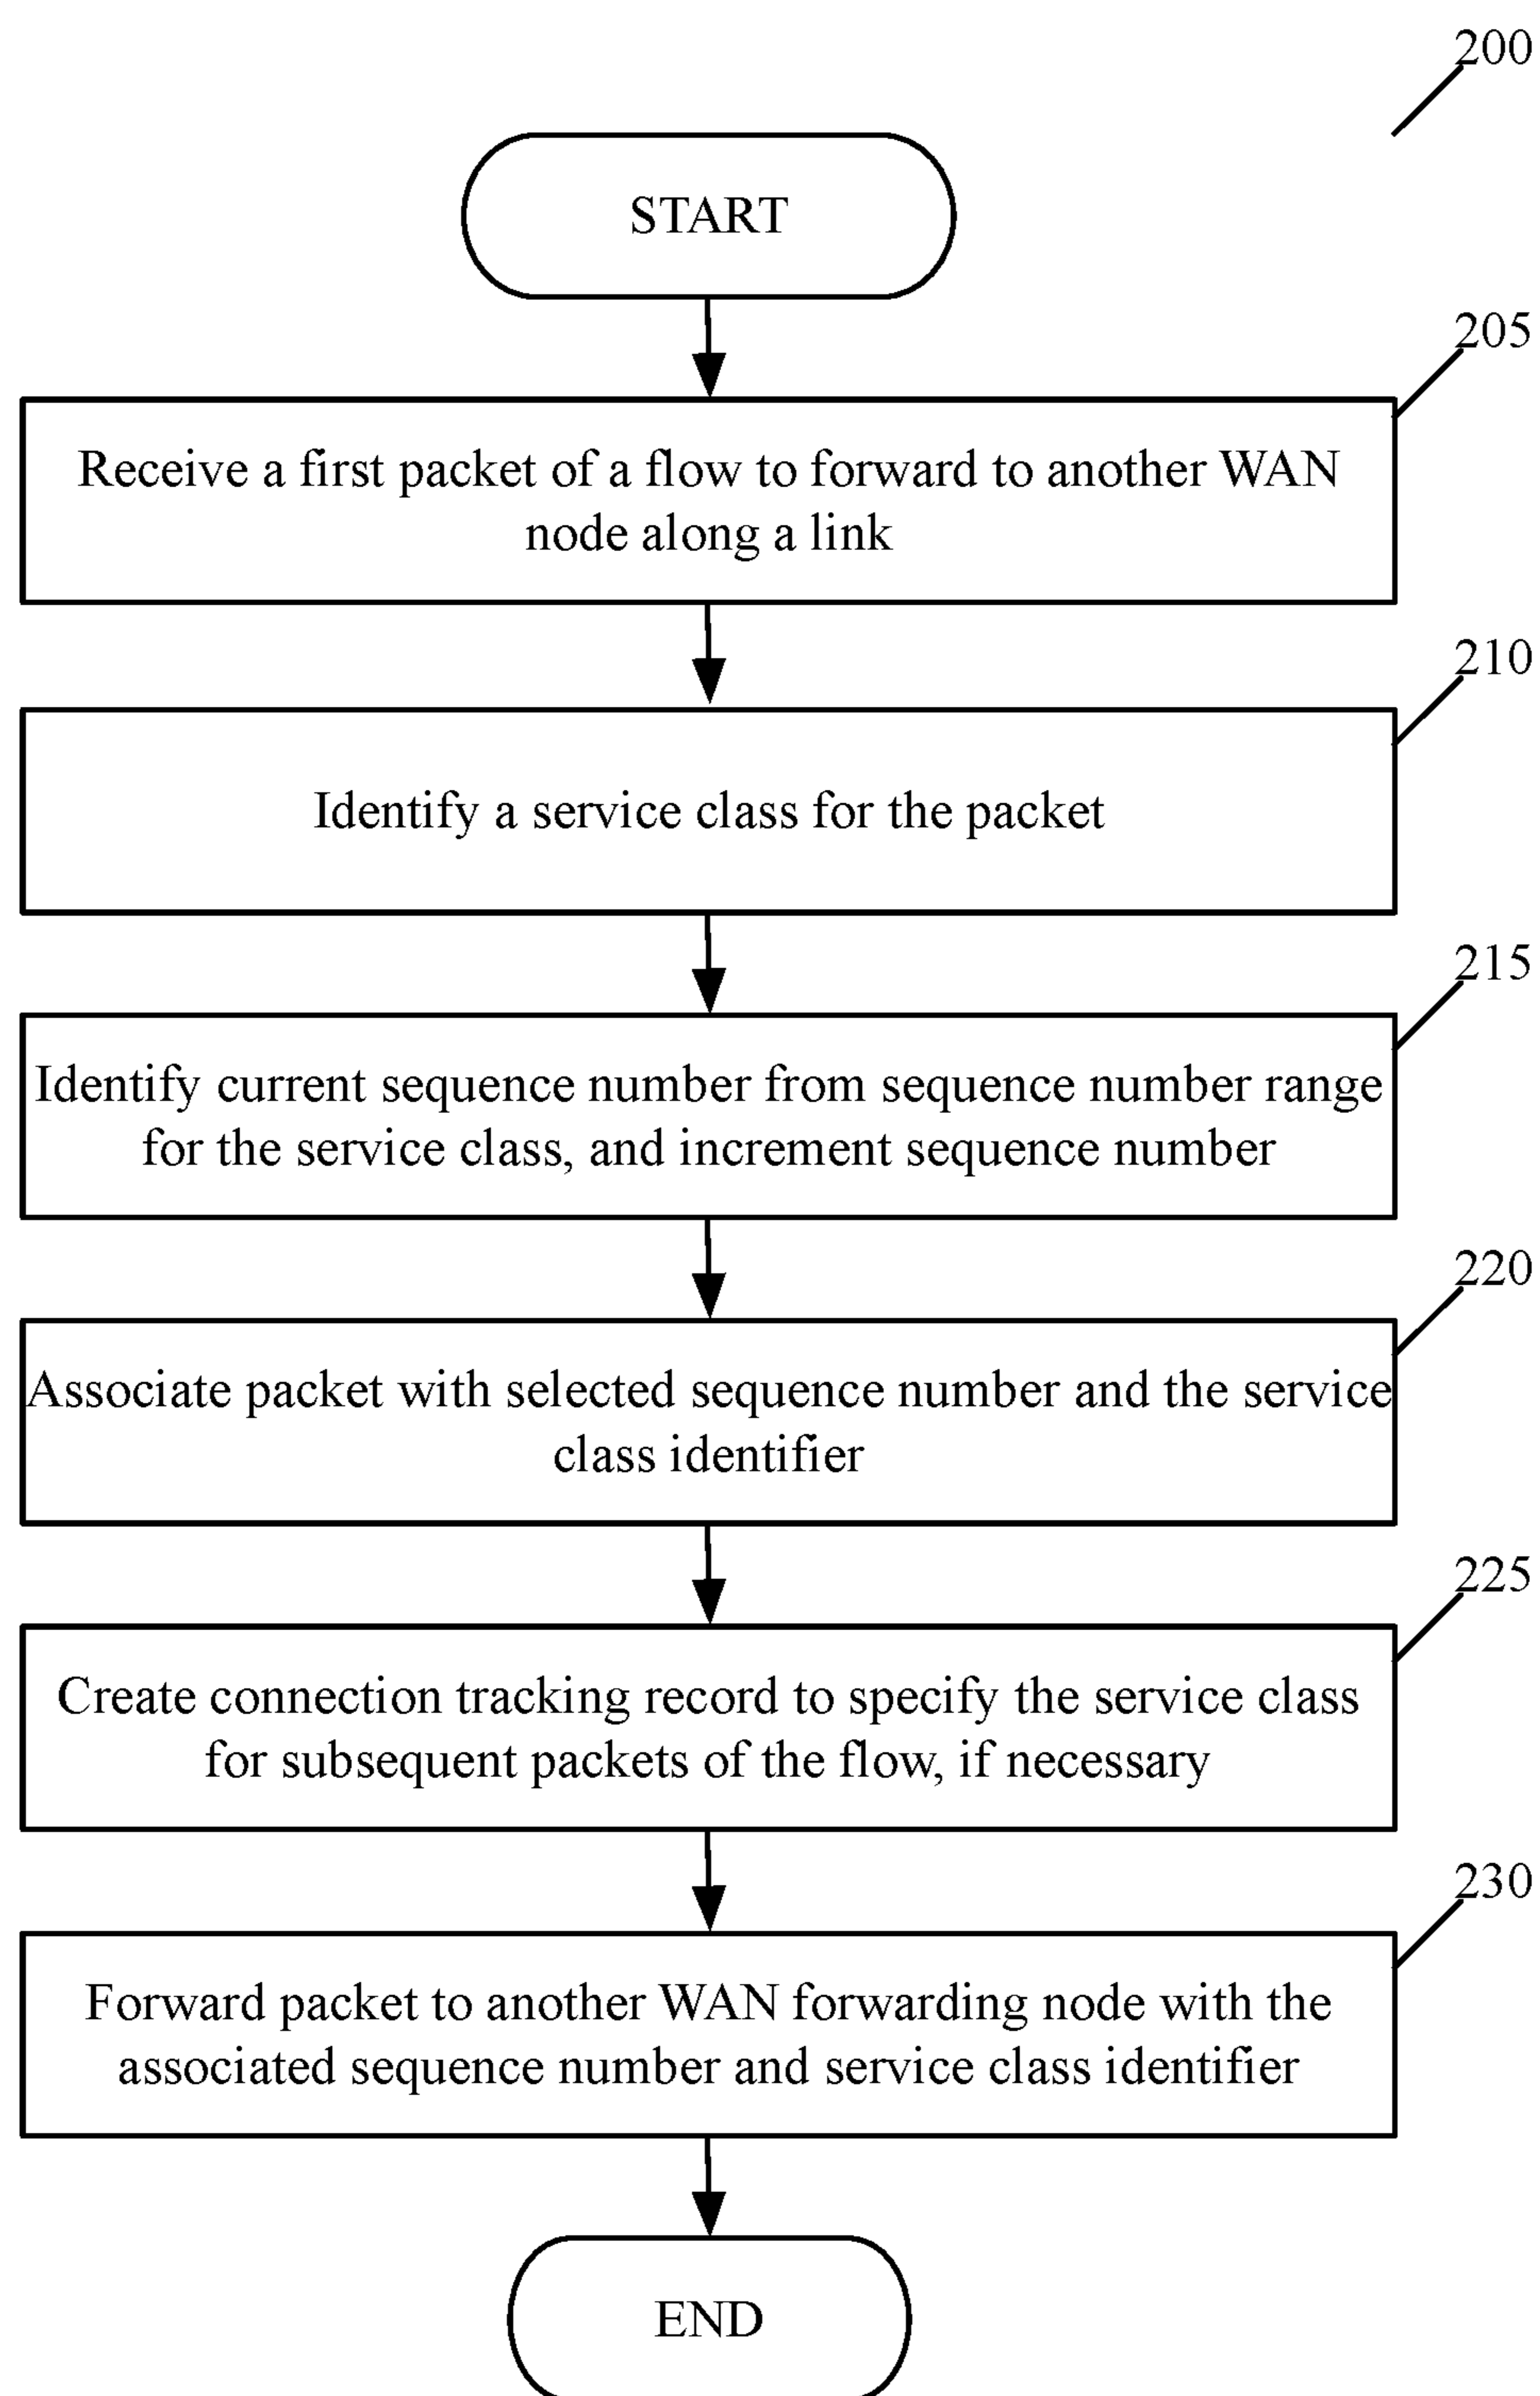 200
START
205
Receive a first packet of a flow to forward to another WAN
node along a link
210
Identify a service class for the packet
215
Identify current sequence number from sequence number range
for the service class, and increment sequence number
220
Associate packet with selected sequence number and the service
class identifier
225
Create connection tracking record to specify the service class
for subsequent packets of the flow, if necessary
230
Forward packet to another WAN forwarding node with the
associated sequence number and service class identifier
END